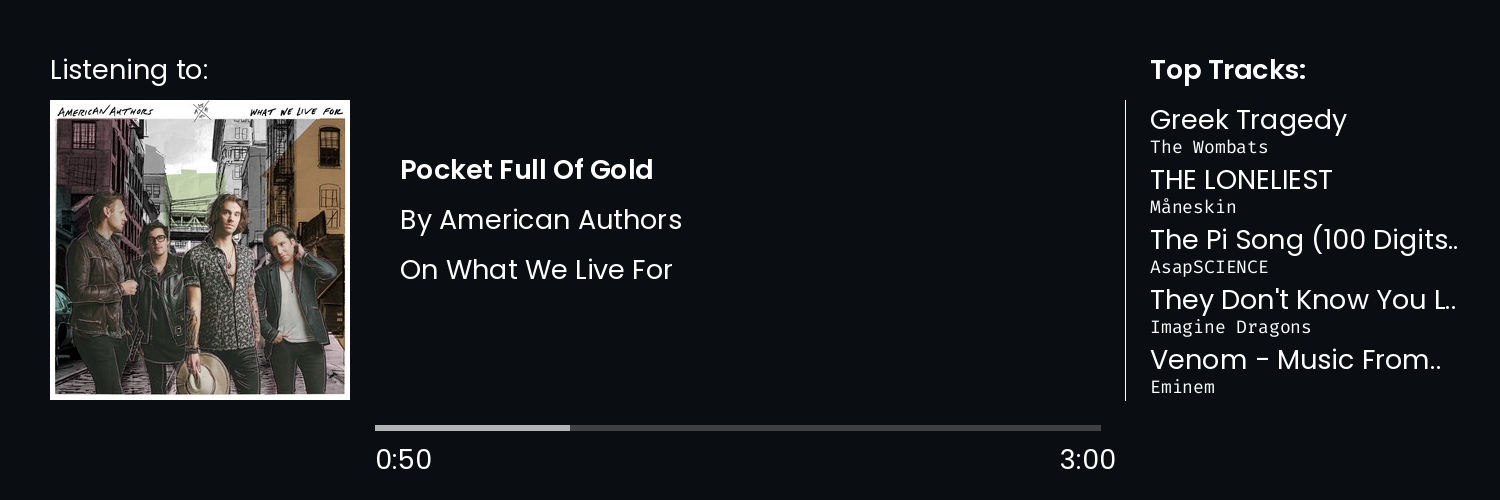 Listening to:
AMERICAN AUTHORS
WHAT WE LIVE FOR
Pocket Full Of Gold
By American Authors
On What We Live For
0:50
3:00
Top Tracks:
Greek Tragedy
The Wombats
THE LONELIEST
Måneskin
The Pi Song (100 Digits..
AsapSCIENCE
They Don't Know You L..
Imagine Dragons
Venom - Music From..
Eminem